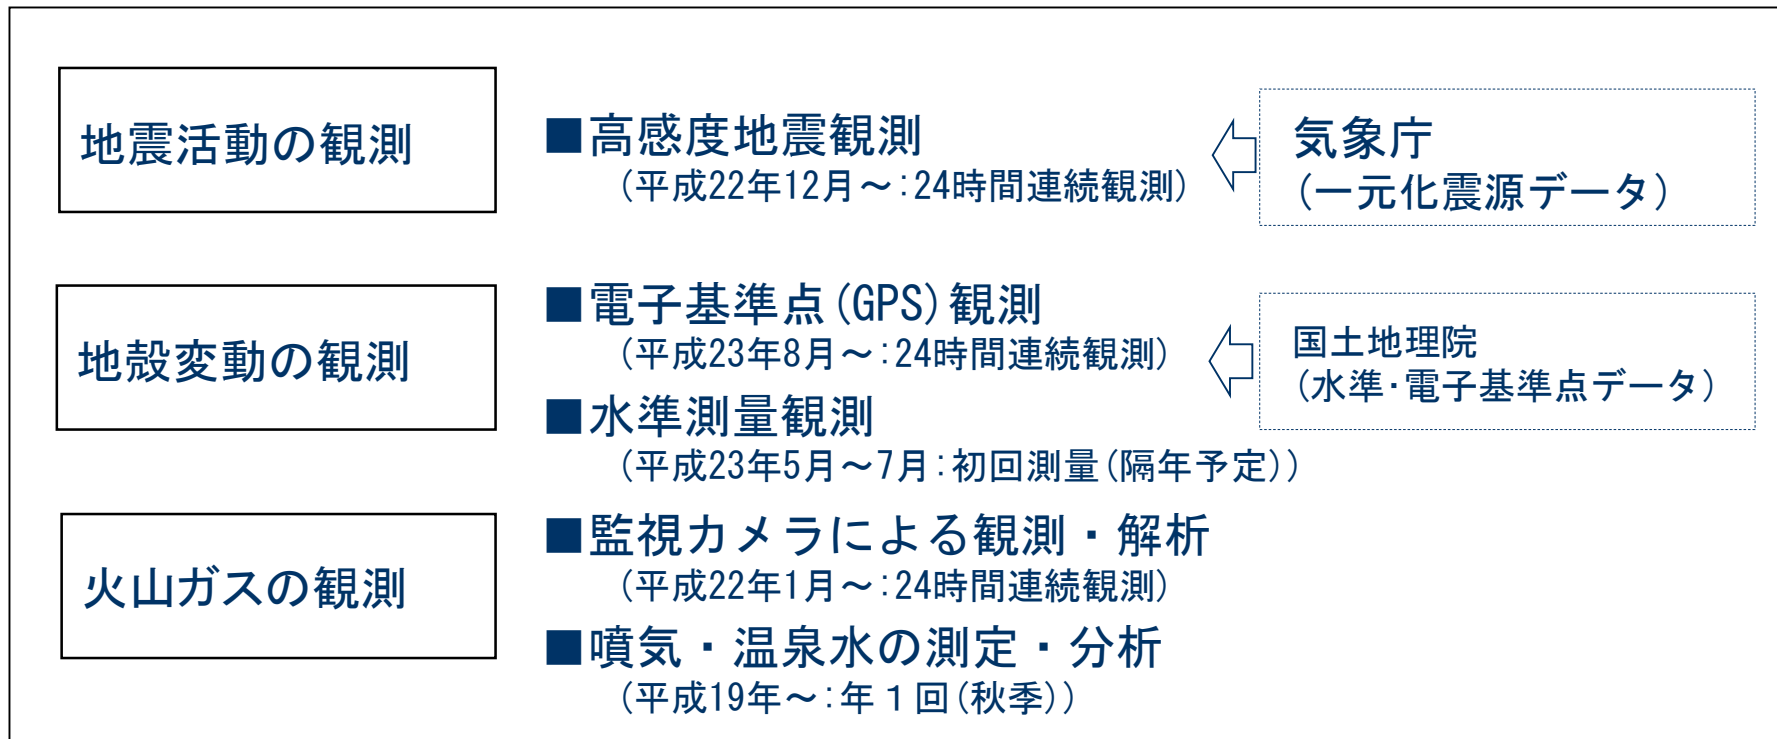 地震活動の観測
■高感度地震観測
(平成22年12月～:24時間連続観測)
気象庁
(一元化震源データ)
地殻変動の観測
■電子基準点(GPS)観測
(平成23年8月～:24時間連続観測)
国土地理院
(水準･電子基準点データ)
■水準測量観測
(平成23年5月～7月:初回測量(隔年予定))
火山ガスの観測
■監視カメラによる観測・解析
(平成22年1月～:24時間連続観測)
■噴気・温泉水の測定・分析
(平成19年～:年１回(秋季))